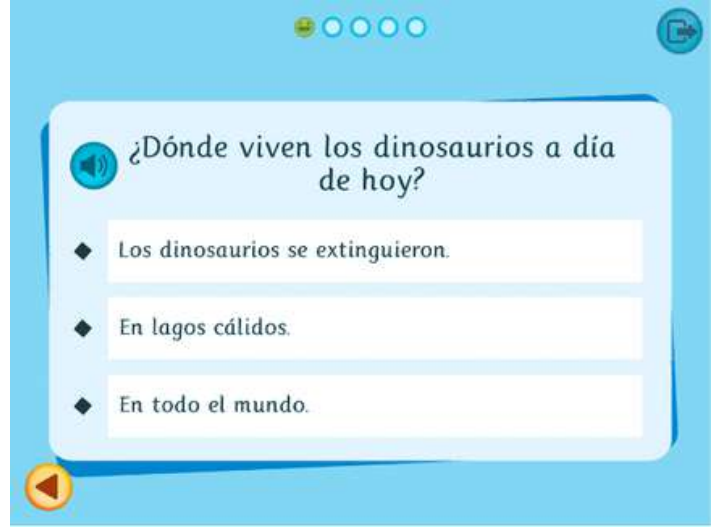 ¿Dónde viven los dinosaurios a día
de hoy?
Los dinosaurios se extinguieron.
En lagos cálidos.
En todo el mundo.